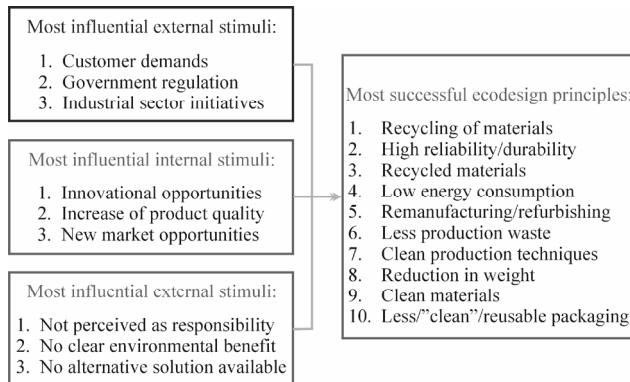 Most influential external stimuli:
1. Customer demands
2. Government regulation
3. Industrial sector initiatives
Most influential internal stimuli:
1. Innovational opportunities
2. Increase of product quality
3. New market opportunities
Most influential external stimuli:
1. Not perceived as responsibility
2. No clear environmental benefit
3. No alternative solution available
Most successful ecodesign principles:
1. Recycling of materials
2. High reliability/durability
3. Recycled materials
4. Low energy consumption
5. Remanufacturing/refurbishing
6. Less production waste
7. Clean production techniques
8. Reduction in weight
9. Clean materials
10. Less/”clean”/reusable packaging